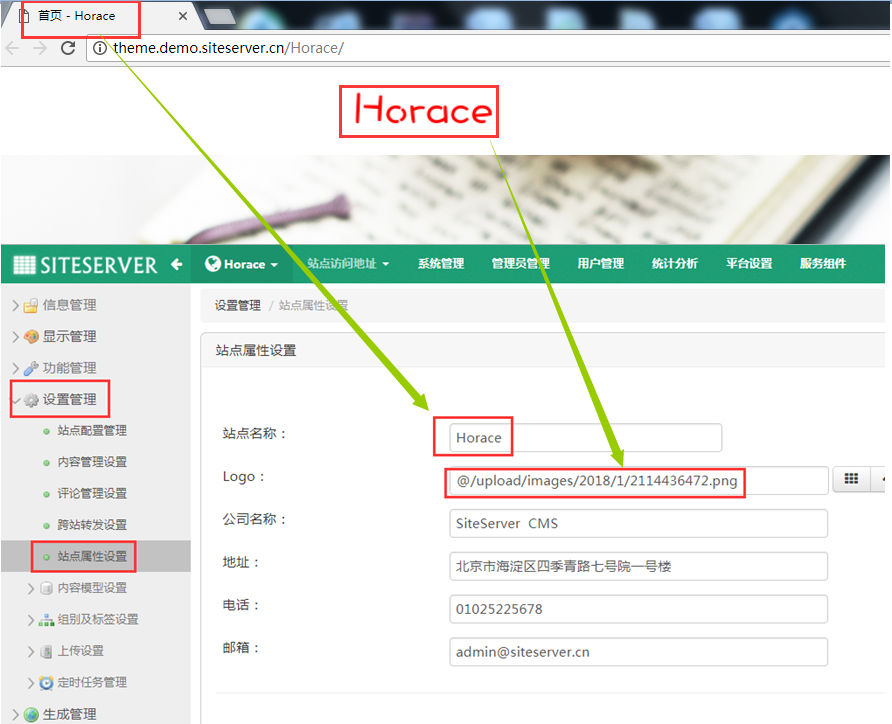 首页 - Horace
theme.demo.siteserver.cn/Horace/
Horace
SITESERVER Horace 站点访问地址 系统管理 管理员管理 用户管理 统计分析 平台设置 服务组件
信息管理
显示管理
功能管理
设置管理
站点配置管理
内容管理设置
评论管理设置
跨站转发设置
站点属性设置
内容模型设置
组别及标签设置
上传设置
定时任务管理
生成管理
设置管理 / 站点属性设置
站点属性设置
站点名称： Horace
Logo： @/upload/images/2018/1/2114436472.png
公司名称： SiteServer CMS
地址： 北京市海淀区四季青路七号院一号楼
电话： 01025225678
邮箱： admin@siteserver.cn